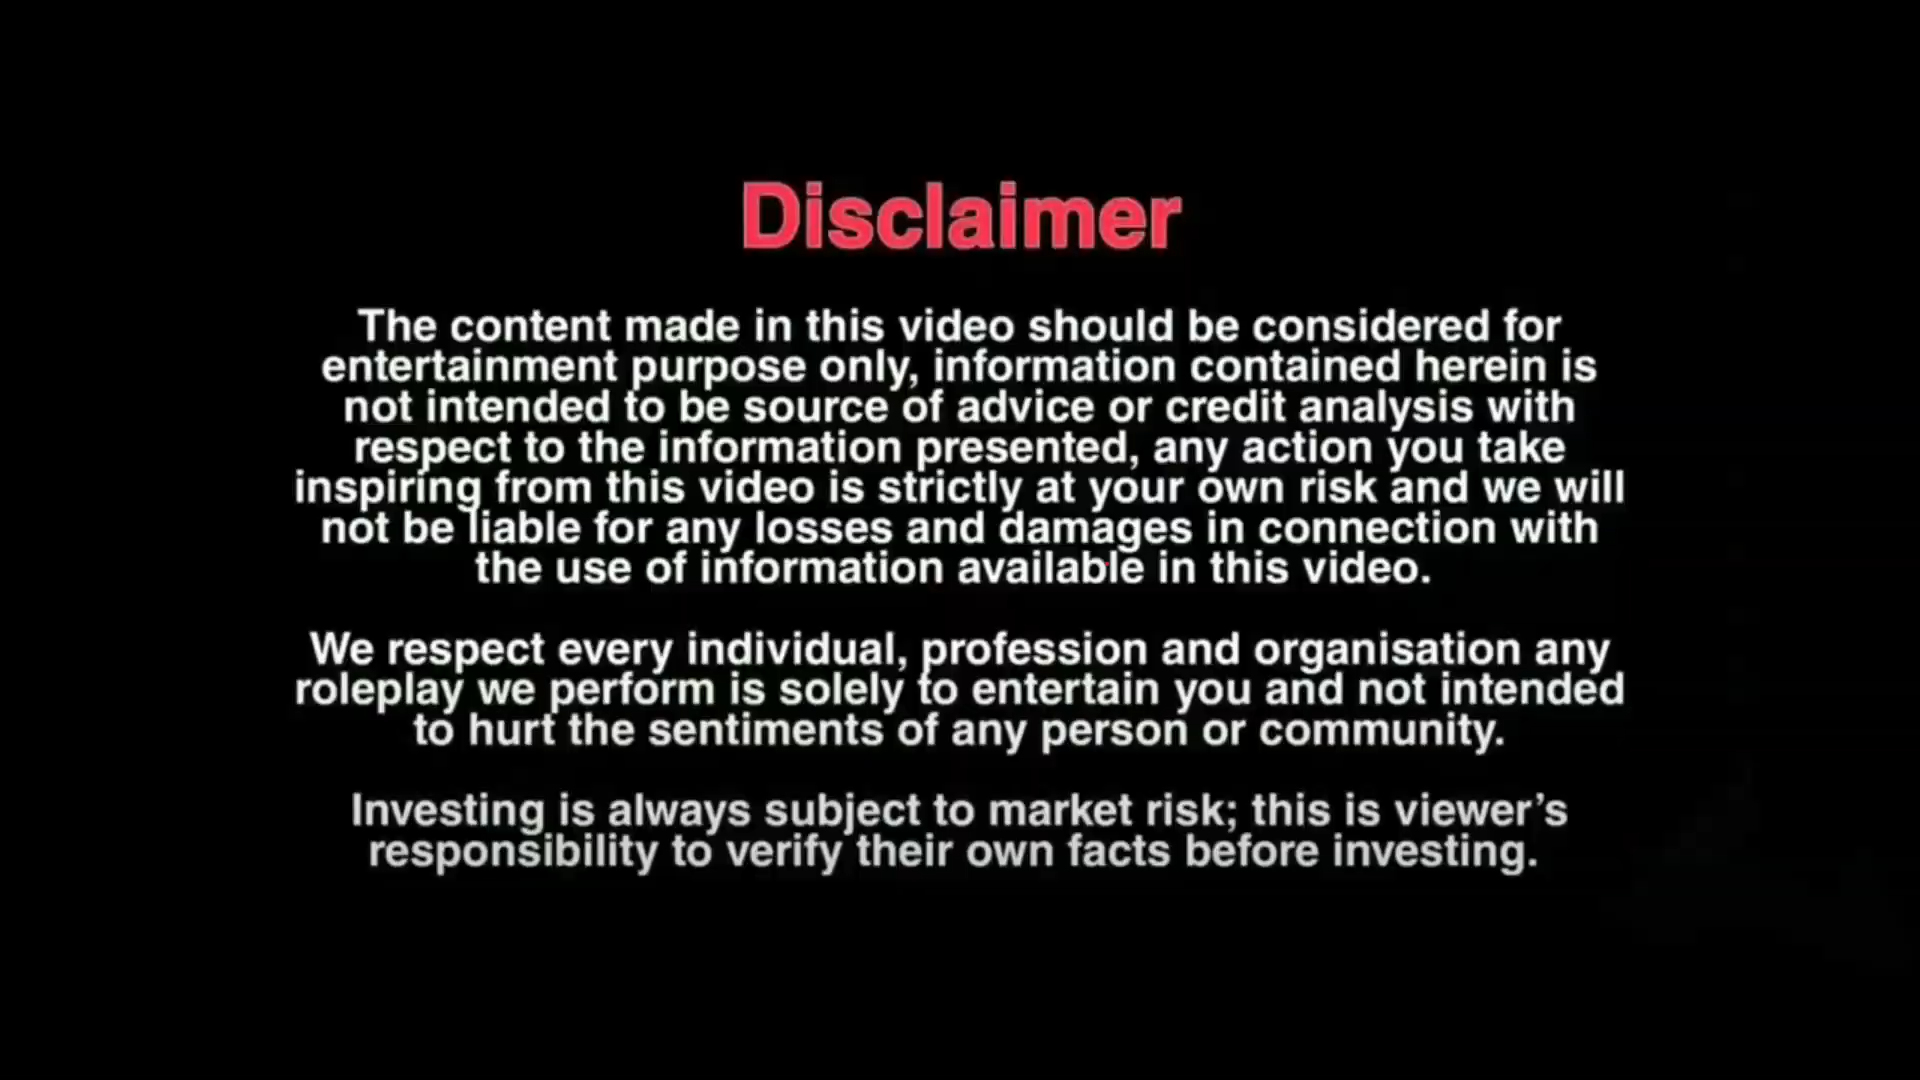 Disclaimer
The content made in this video should be considered for
entertainment purpose only, information contained herein is
not intended to be source of advice or credit analysis with
respect to the information presented, any action you take
inspiring from this video is strictly at your own risk and we will
not be liable for any losses and damages in connection with
the use of information available in this video.
We respect every individual, profession and organisation any
roleplay we perform is solely to entertain you and not intended
to hurt the sentiments of any person or community.
Investing is always subject to market risk; this is viewer’s
responsibility to verify their own facts before investing.